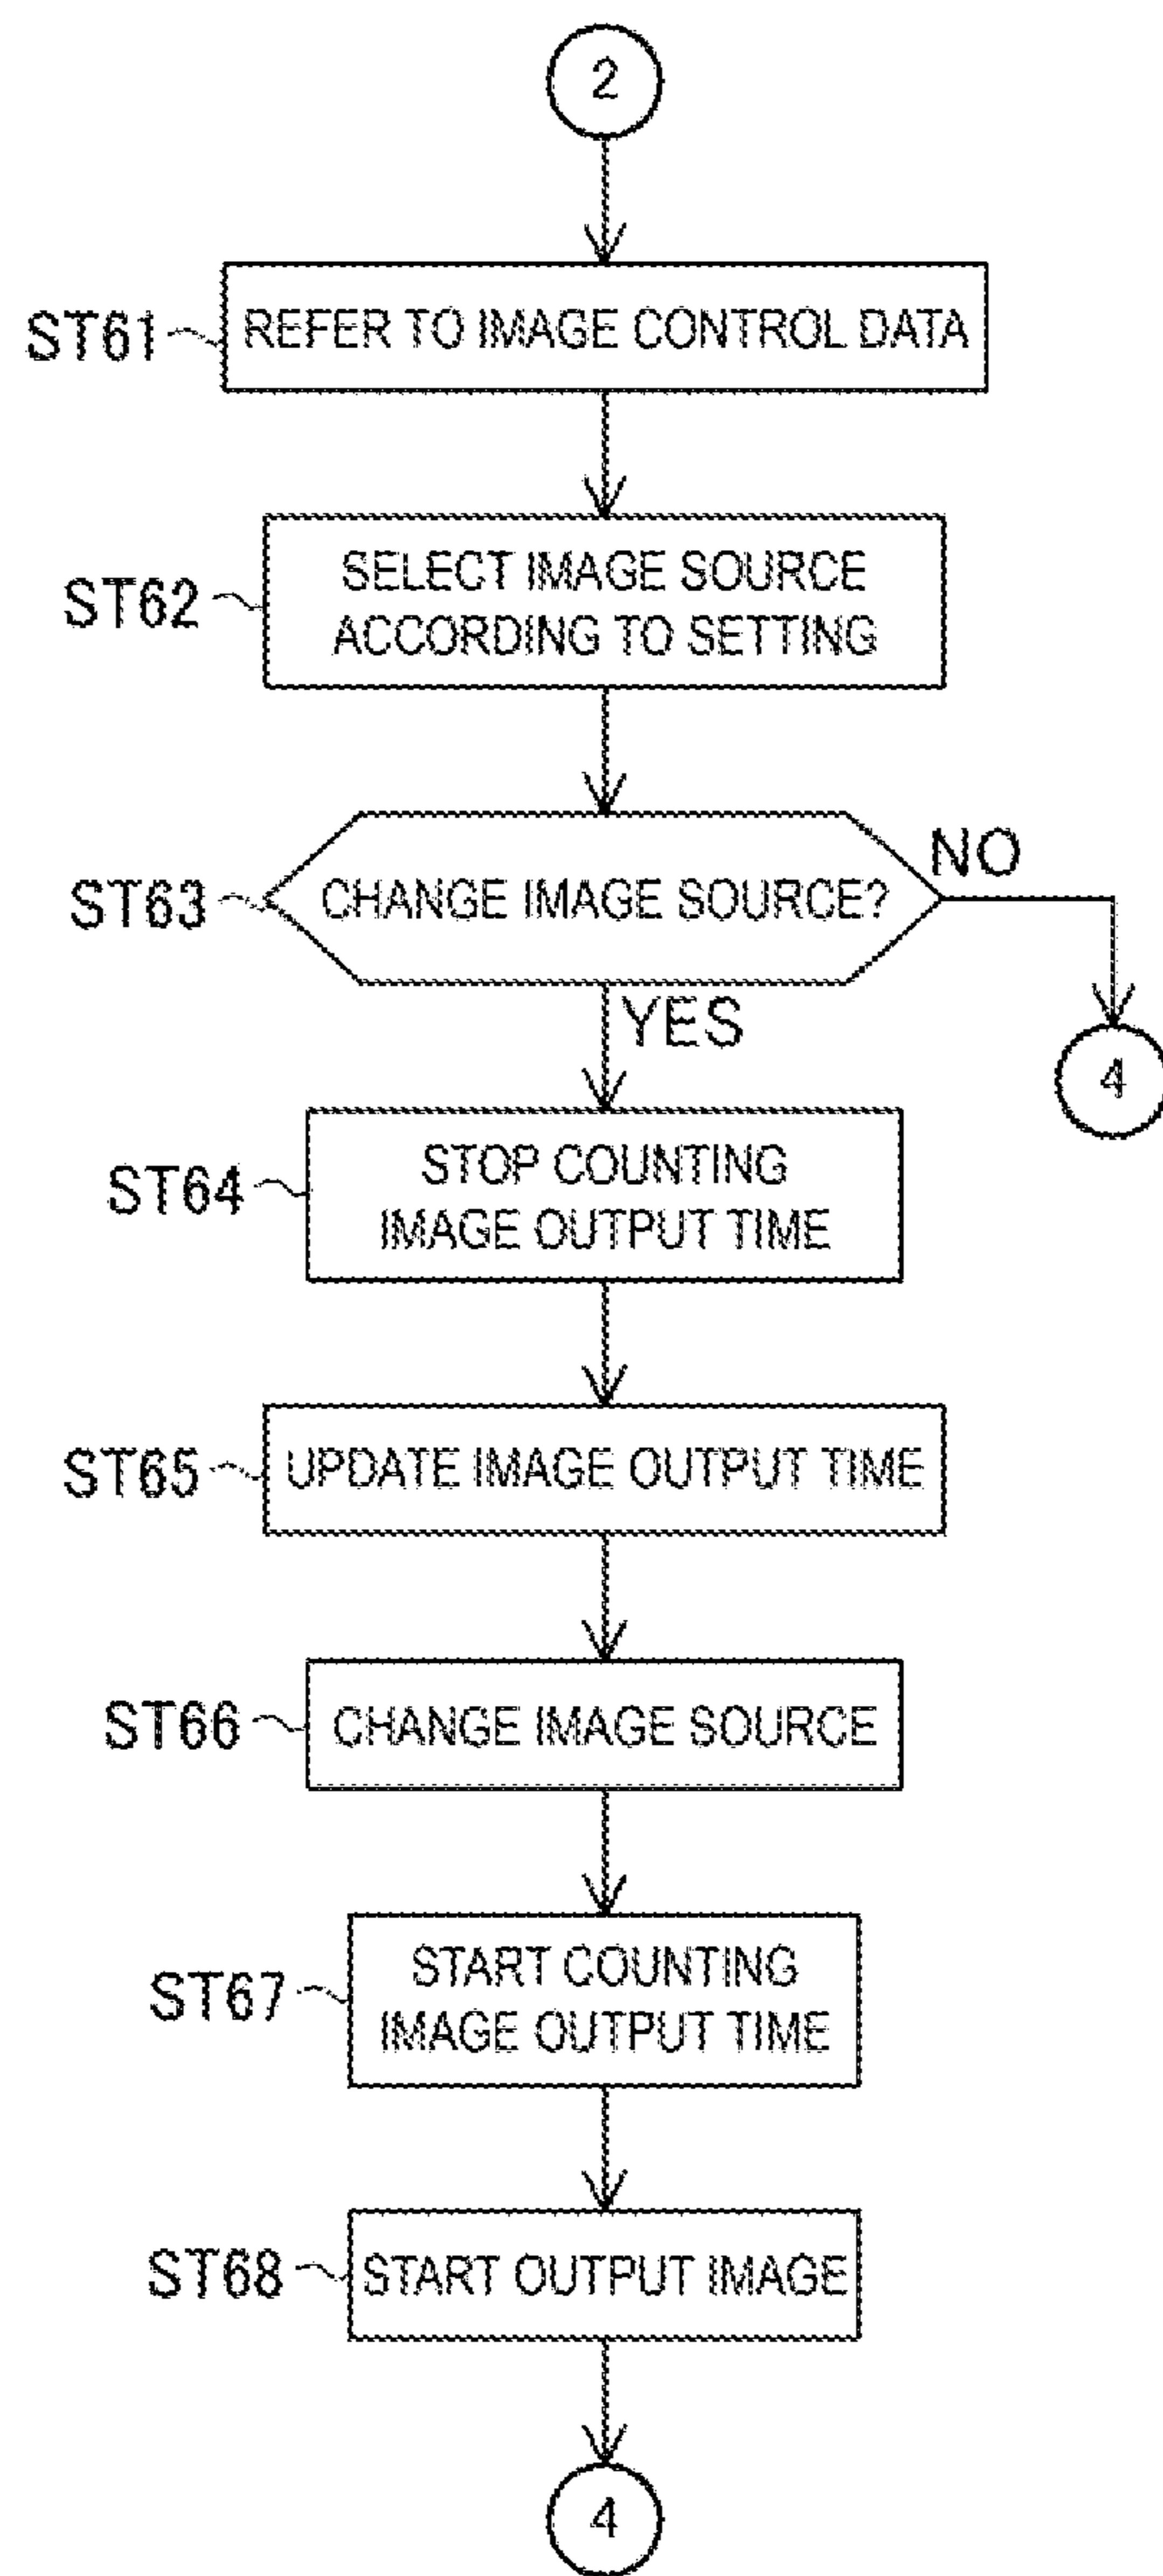 2
ST61
REFER TO IMAGE CONTROL DATA
ST62
SELECT IMAGE SOURCE
ACCORDING TO SETTING
ST63
CHANGE IMAGE SOURCE?
NO
YES
4
ST64
STOP COUNTING
IMAGE OUTPUT TIME
ST65
UPDATE IMAGE OUTPUT TIME
ST66
CHANGE IMAGE SOURCE
ST67
START COUNTING
IMAGE OUTPUT TIME
ST68
START OUTPUT IMAGE
4